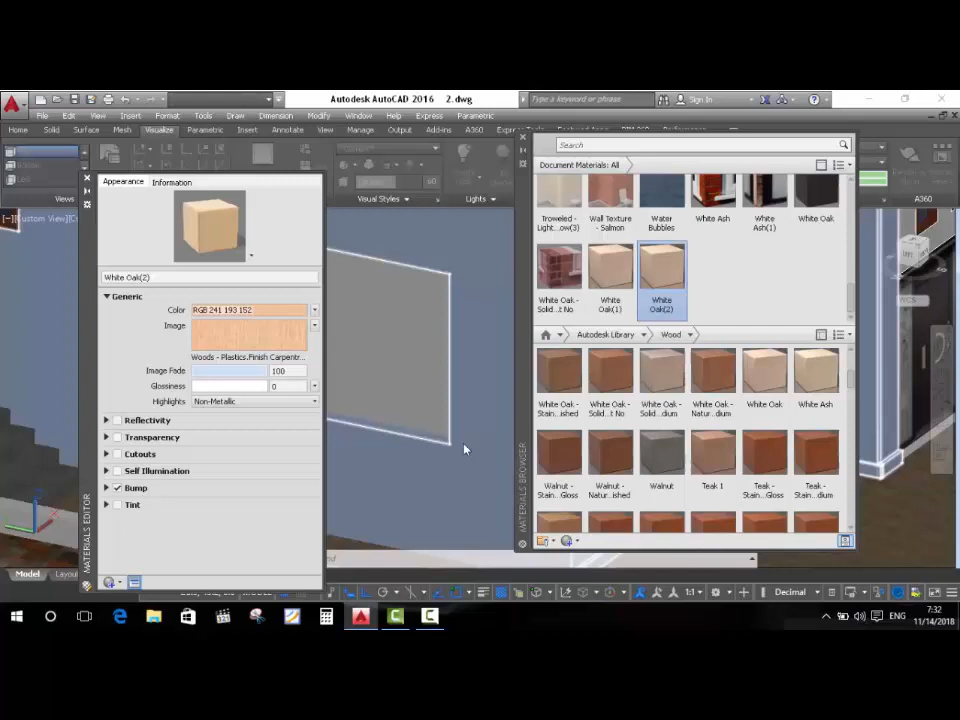 Autodesk AutoCAD 2016 2.dwg
Type a keyword or phrase
Sign In
File Edit View Insert Format Tools Draw Dimension Modify Window Help Express Parametric
Home Solid Surface Mesh Visualize Parametric Insert Annotate View Manage Output Add-ins A360
Search
Document Materials: All
Appearance Information
Views
Visual Styles
Lights
A360
[−][Custom View]
Troweled - Light...ow(3)
Wall Texture - Salmon
Water Bubbles
White Ash
White Ash(1)
White Oak
White Oak(2)
Generic
Color RGB 241 193 152
Image
Woods - Plastics.Finish Carpentr...
Image Fade 100
Glossiness 0
Highlights Non-Metallic
Reflectivity
Transparency
Cutouts
Self Illumination
Bump
Tint
MATERIALS EDITOR
White Oak - Solid...t No
White Oak(1)
White Oak(2)
Autodesk Library Wood
White Oak - Stain...ished
White Oak - Solid...t No
White Oak - Solid...dium
White Oak - Natur...dium
White Oak
White Ash
Walnut - Stain...Gloss
Walnut - Natur...ished
Walnut
Teak 1
Teak - Stain...Gloss
Teak - Stain...dium
MATERIALS BROWSER
WCS
Model
1:1
Decimal
ENG
7:32
11/14/2018